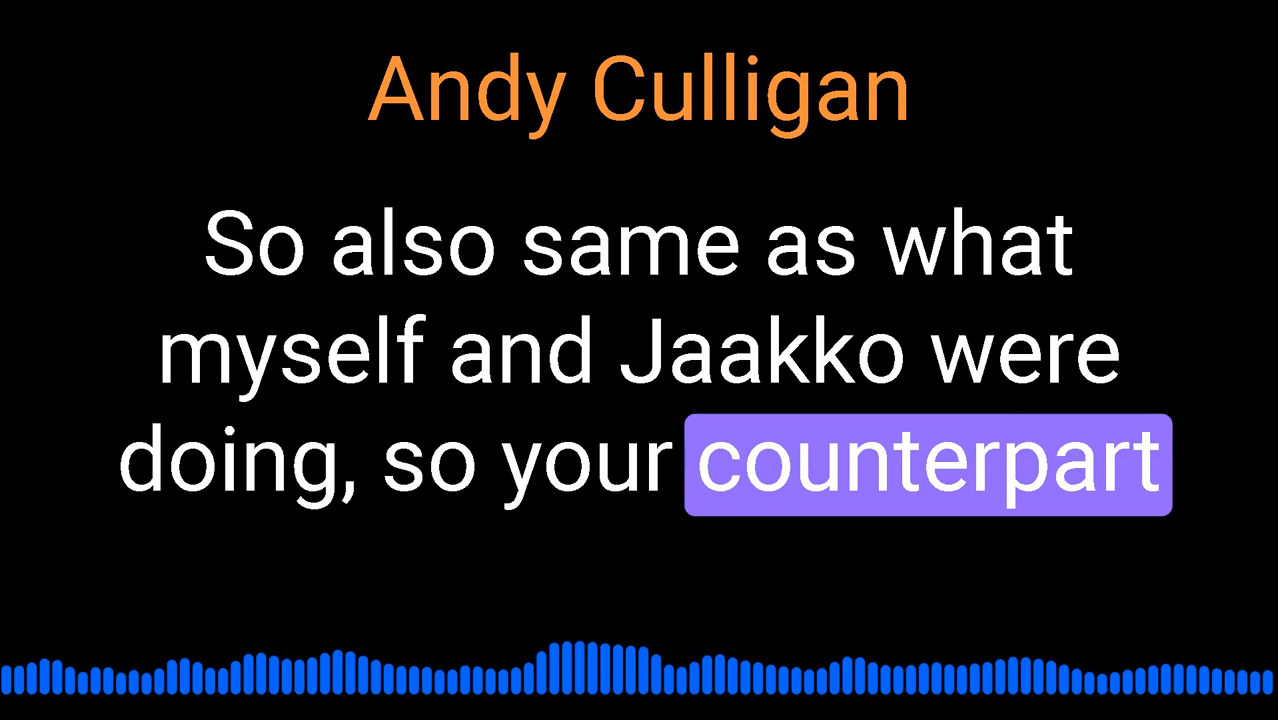 Andy Culligan
So also same as what
myself and Jaakko were
doing, so your counterpart